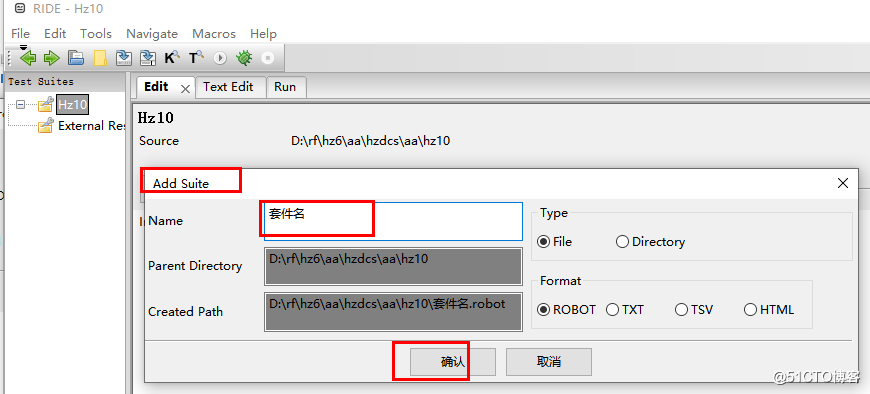 RIDE - Hz10
File Edit Tools Navigate Macros Help
K T
Test Suites
Edit Text Edit Run
Hz10
Hz10
External Res
Source D:\rf\hz6\aa\hzdcs\aa\hz10
Add Suite
Name 套件名
Type
File Directory
Parent Directory D:\rf\hz6\aa\hzdcs\aa\hz10
Format
Created Path D:\rf\hz6\aa\hzdcs\aa\hz10\套件名.robot
ROBOT TXT TSV HTML
确认 取消
@51CTO博客